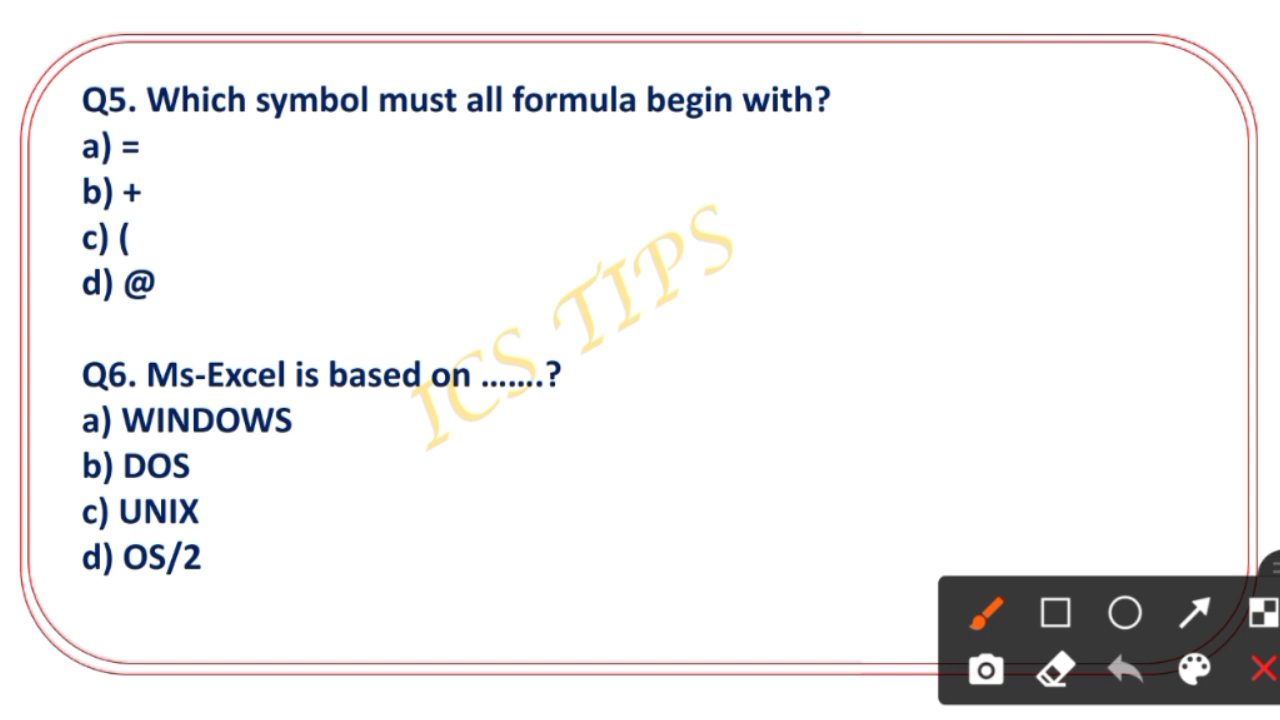 Q5. Which symbol must all formula begin with?
a) =
b) +
c) (
d) @
ICS TIPS
Q6. Ms-Excel is based on .......?
a) WINDOWS
b) DOS
c) UNIX
d) OS/2